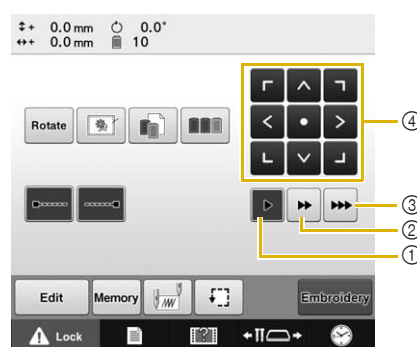 0.0 mm 0.0°
0.0 mm 10
Rotate
④
③
②
①
Edit Memory Embroidery
Lock